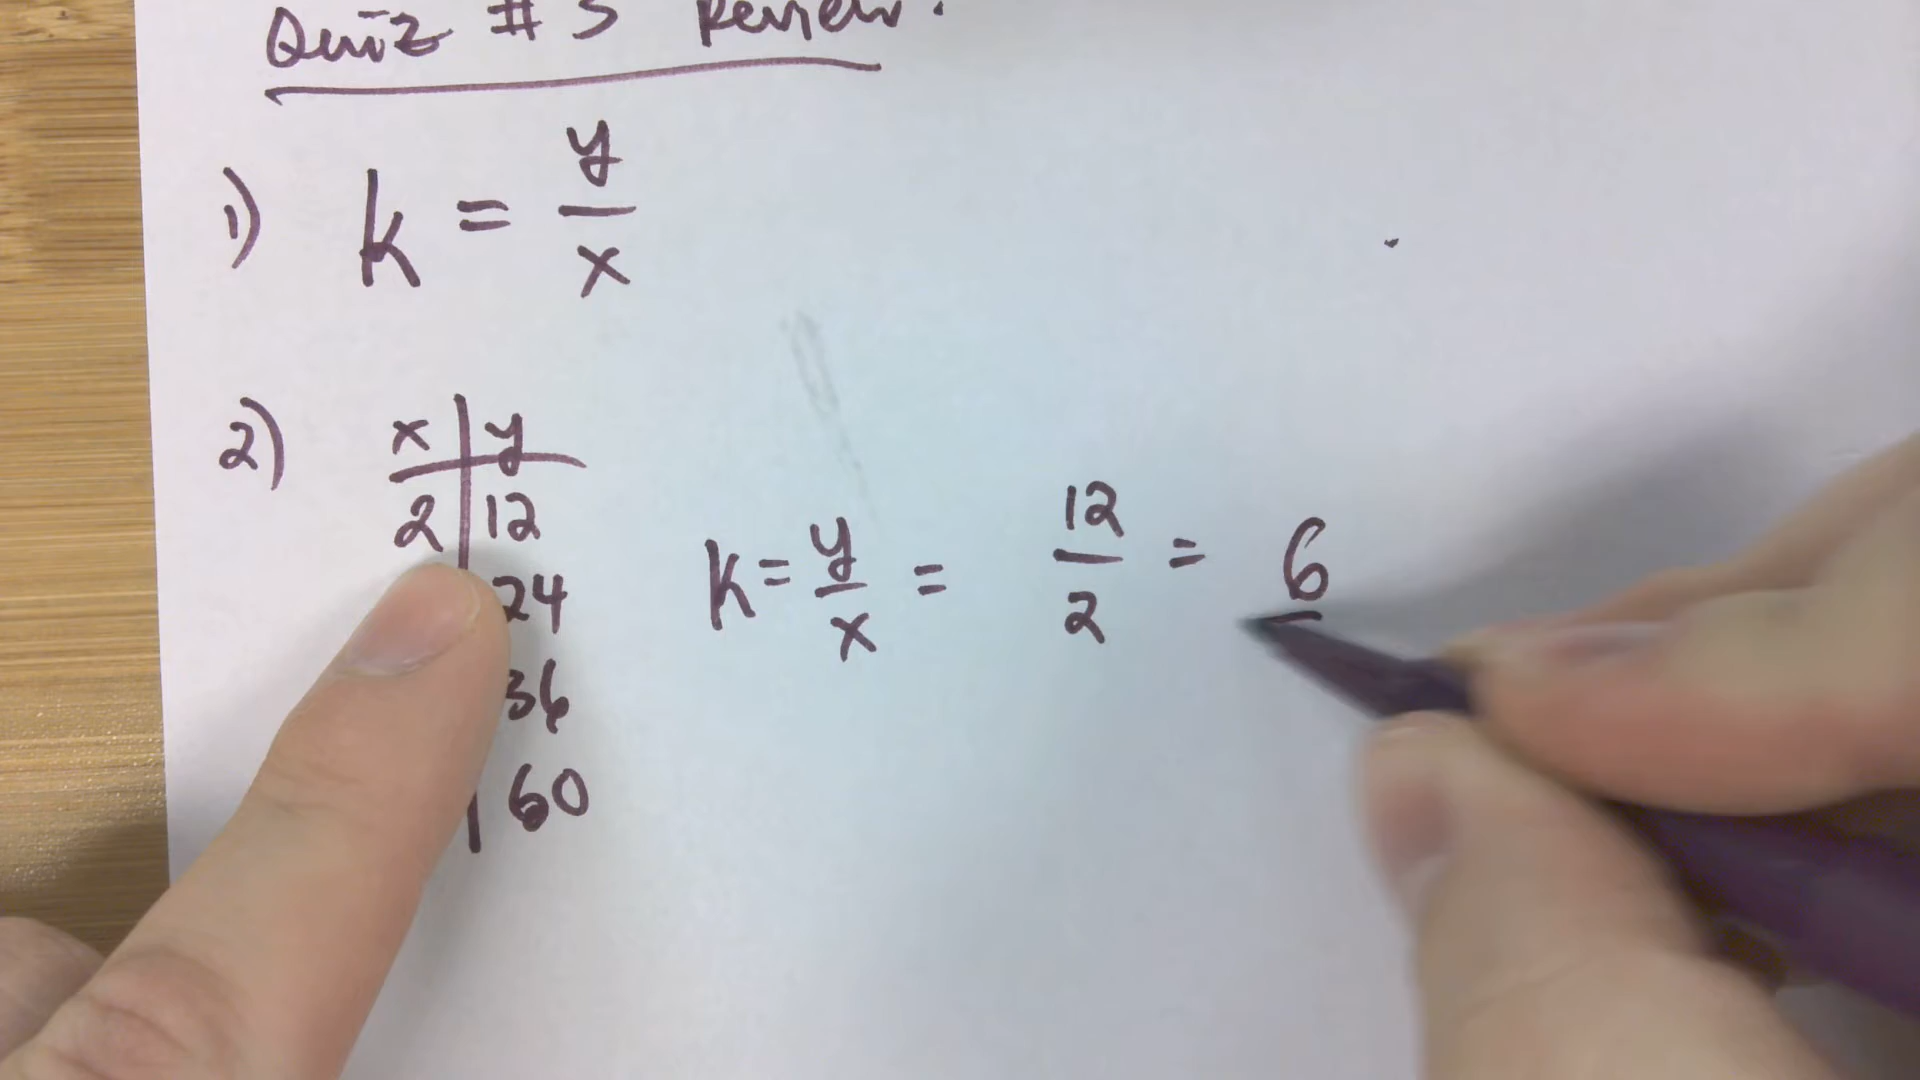 Quiz #3 Review.
1) k = y/x
2) x | y
2 | 12
24
36
60
k = y/x = 12/2 = 6